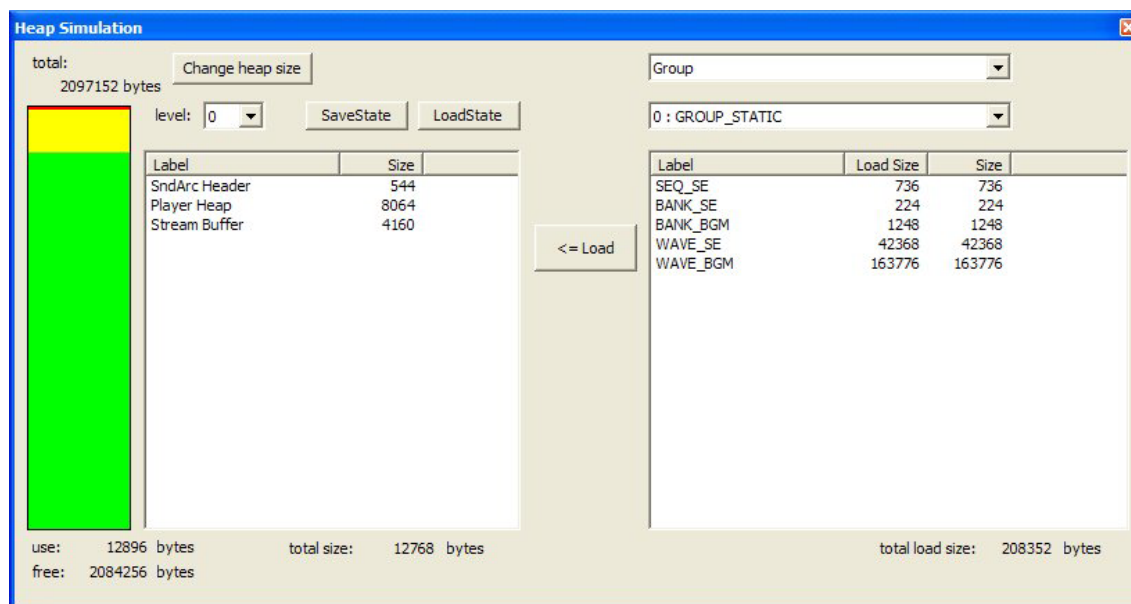 Heap Simulation
total:
2097152 bytes
Change heap size
Group
level: 0 SaveState LoadState
0 : GROUP_STATIC
Label Size
SndArc Header 544
Player Heap 8064
Stream Buffer 4160
<= Load
Label Load Size Size
SEQ_SE 736 736
BANK_SE 224 224
BANK_BGM 1248 1248
WAVE_SE 42368 42368
WAVE_BGM 163776 163776
use: 12896 bytes
total size: 12768 bytes
total load size: 208352 bytes
free: 2084256 bytes